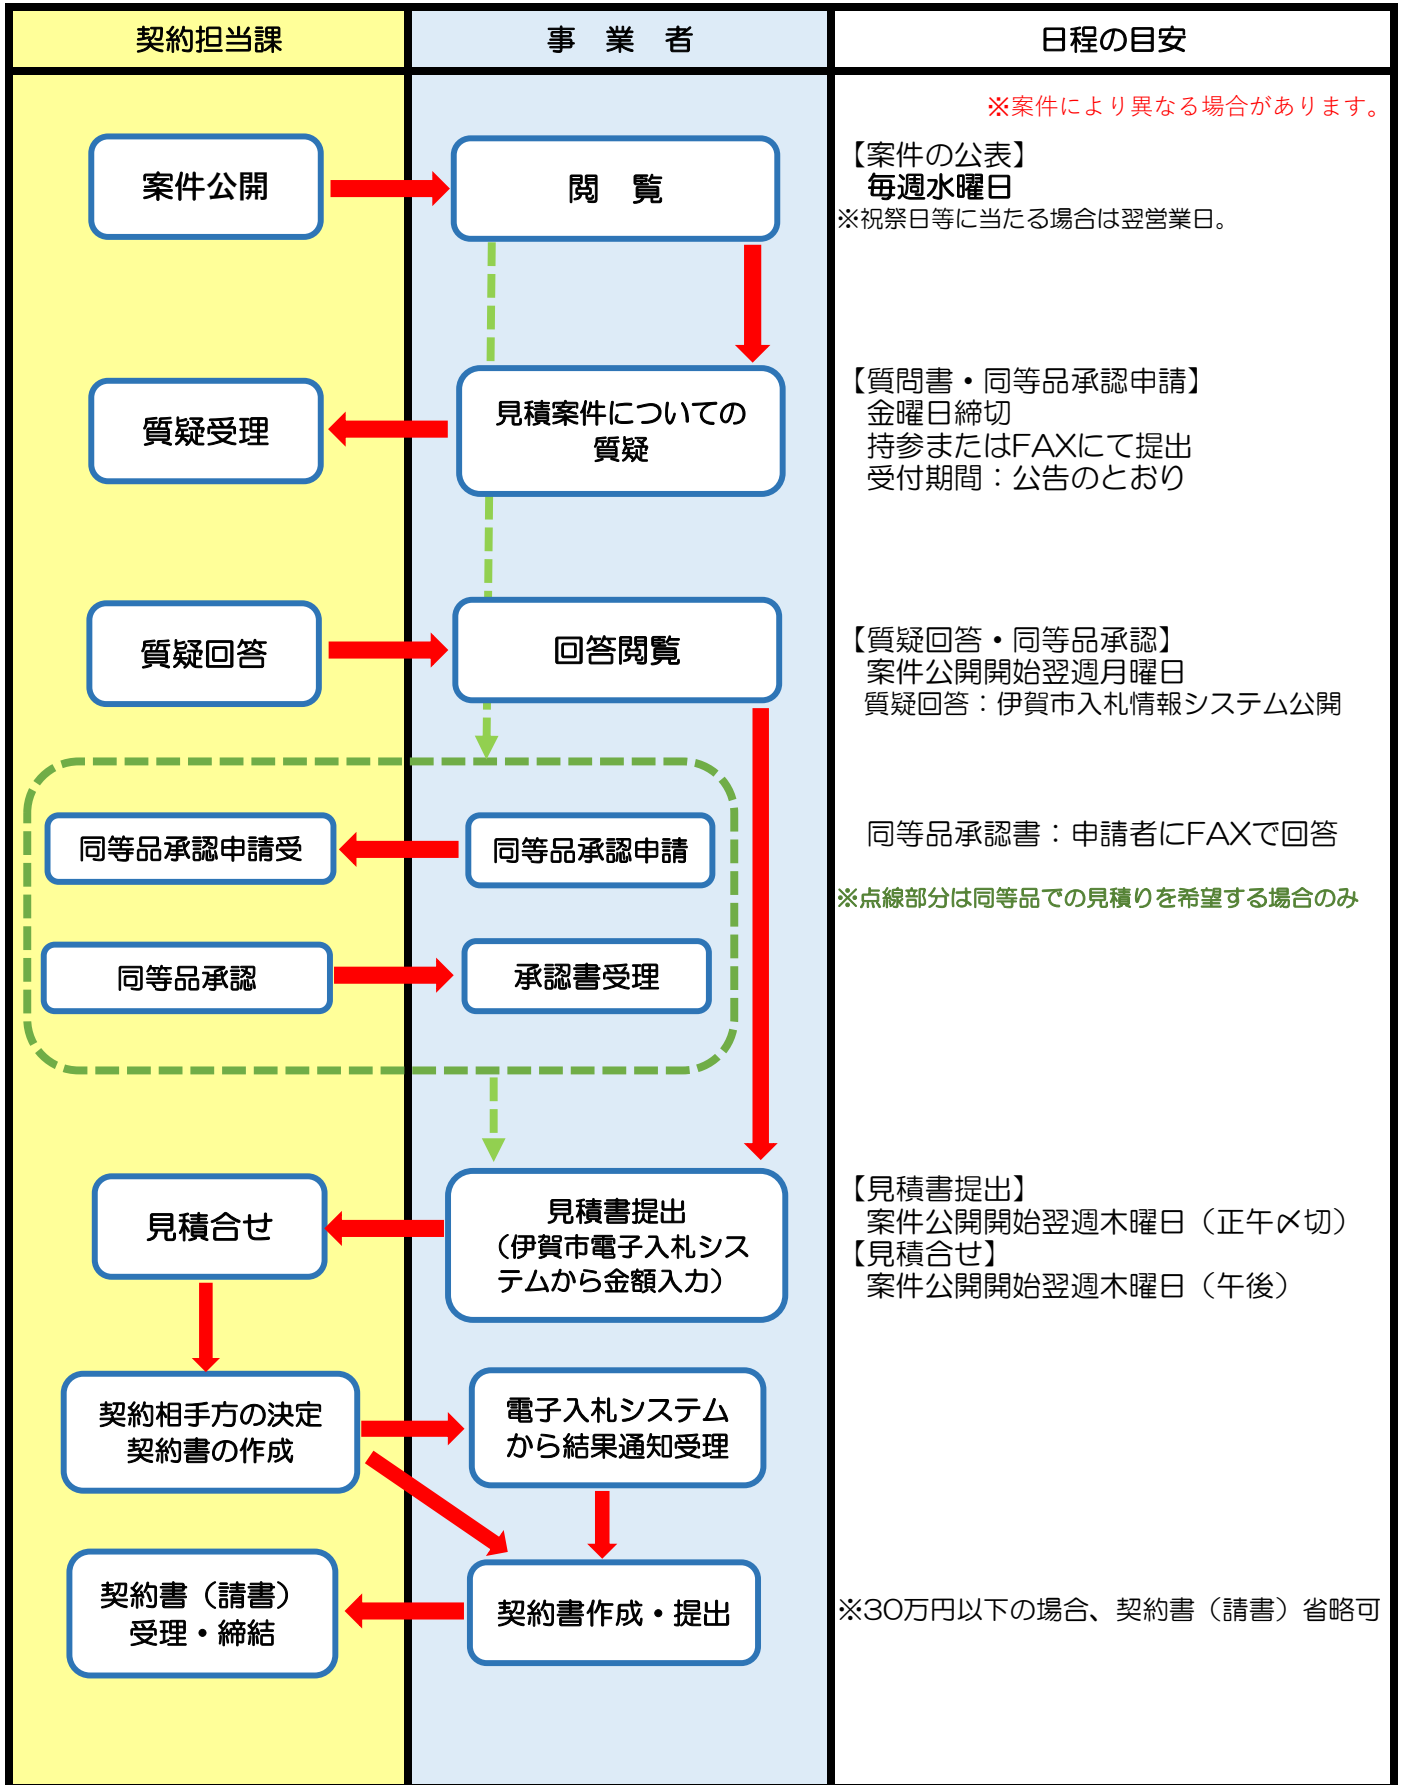 契約担当課
事　業　者
日程の目安
※案件により異なる場合があります。
案件公開
閲　覧
【案件の公表】
毎週水曜日
※祝祭日等に当たる場合は翌営業日。
質疑受理
見積案件についての
質疑
【質問書・同等品承認申請】
金曜日締切
持参またはFAXにて提出
受付期間：公告のとおり
質疑回答
回答閲覧
【質疑回答・同等品承認】
案件公開開始翌週月曜日
質疑回答：伊賀市入札情報システム公開
同等品承認申請受
同等品承認申請
同等品承認書：申請者にFAXで回答
※点線部分は同等品での見積りを希望する場合のみ
同等品承認
承認書受理
見積合せ
見積書提出
（伊賀市電子入札シス
テムから金額入力）
【見積書提出】
案件公開開始翌週木曜日（正午〆切）
【見積合せ】
案件公開開始翌週木曜日（午後）
契約相手方の決定
契約書の作成
電子入札システム
から結果通知受理
契約書（請書）
受理・締結
契約書作成・提出
※30万円以下の場合、契約書（請書）省略可